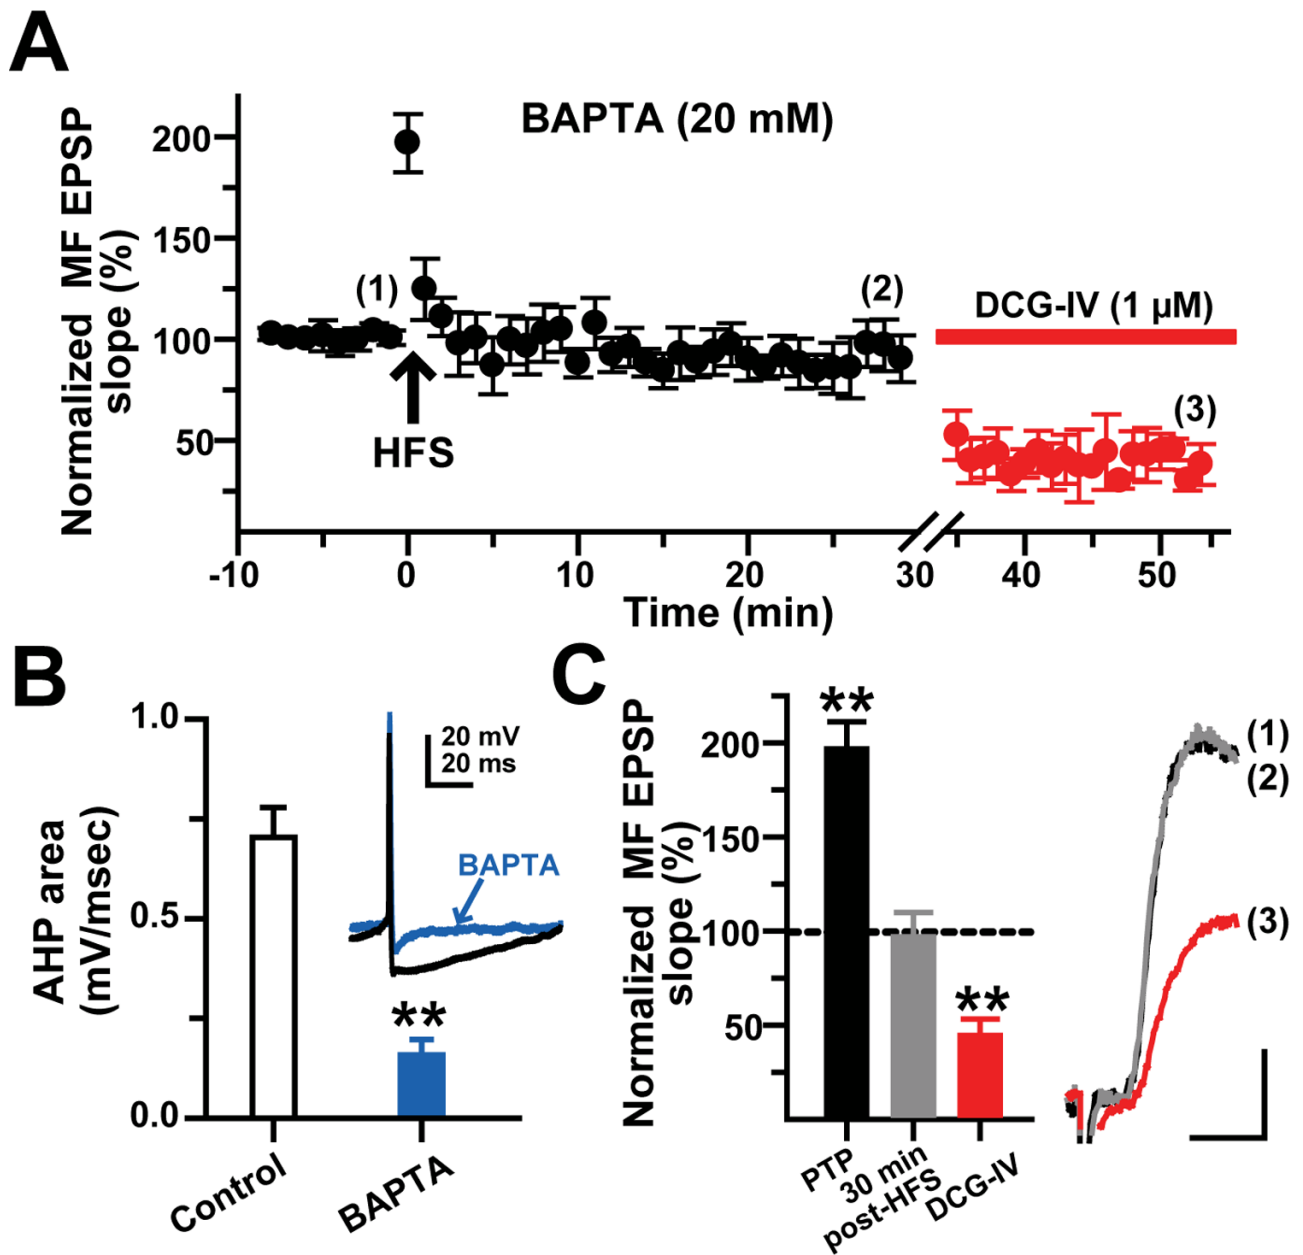 A
BAPTA (20 mM)
Normalized MF EPSP
slope (%)
200
150
100
50
(1)
(2)
(3)
HFS
DCG-IV (1 µM)
-10
0
10
20
30
40
50
Time (min)
B
AHP area
(mV/msec)
1.0
0.5
0.0
20 mV
20 ms
BAPTA
**
Control
BAPTA
C
Normalized MF EPSP
slope (%)
200
150
100
50
**
**
PTP
30 min
post-HFS
DCG-IV
(1)
(2)
(3)